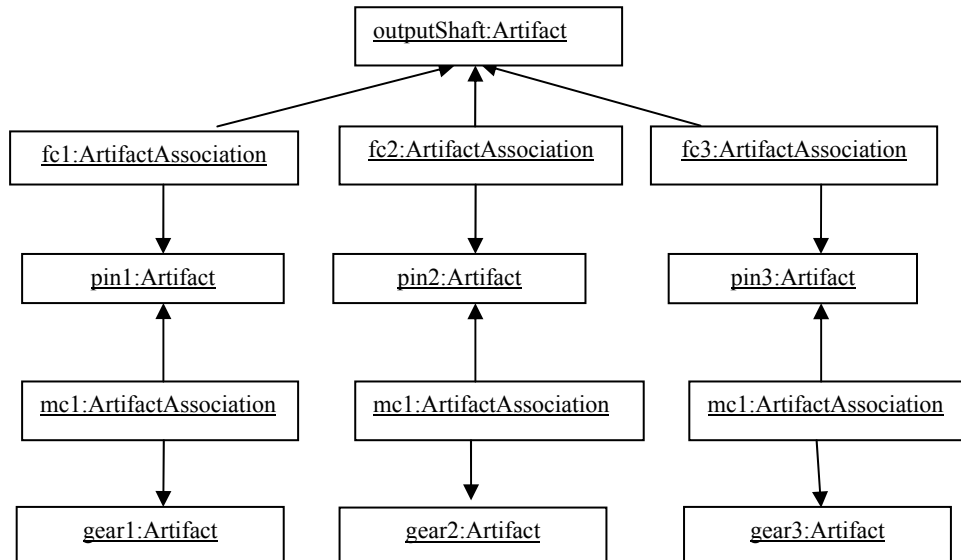 outputShaft:Artifact
fc1:ArtifactAssociation
fc2:ArtifactAssociation
fc3:ArtifactAssociation
pin1:Artifact
pin2:Artifact
pin3:Artifact
mc1:ArtifactAssociation
mc1:ArtifactAssociation
mc1:ArtifactAssociation
gear1:Artifact
gear2:Artifact
gear3:Artifact